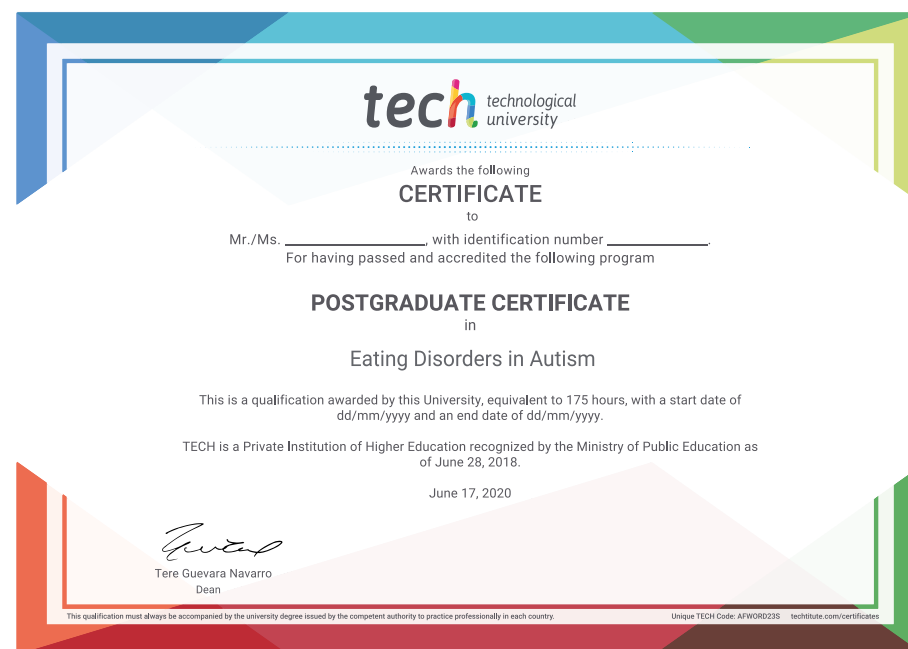 tech technological
university
Awards the following
CERTIFICATE
to
Mr./Ms. ____________________, with identification number ______________.
For having passed and accredited the following program
POSTGRADUATE CERTIFICATE
in
Eating Disorders in Autism
This is a qualification awarded by this University, equivalent to 175 hours, with a start date of
dd/mm/yyyy and an end date of dd/mm/yyyy.
TECH is a Private Institution of Higher Education recognized by the Ministry of Public Education as
of June 28, 2018.
June 17, 2020
Tere Guevara Navarro
Dean
This qualification must always be accompanied by the university degree issued by the competent authority to practice professionally in each country. Unique TECH Code: AFWORD23S techtitute.com/certificates